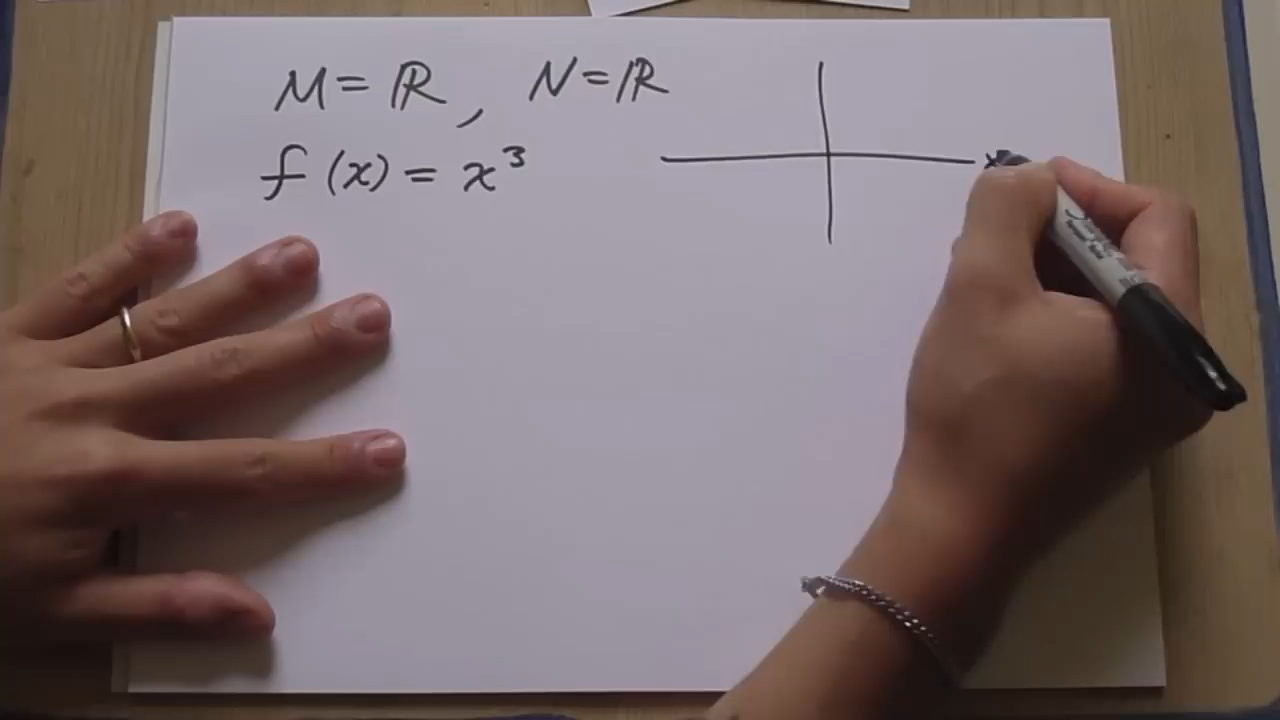 M = ℝ, N = ℝ
f(x) = x³
x